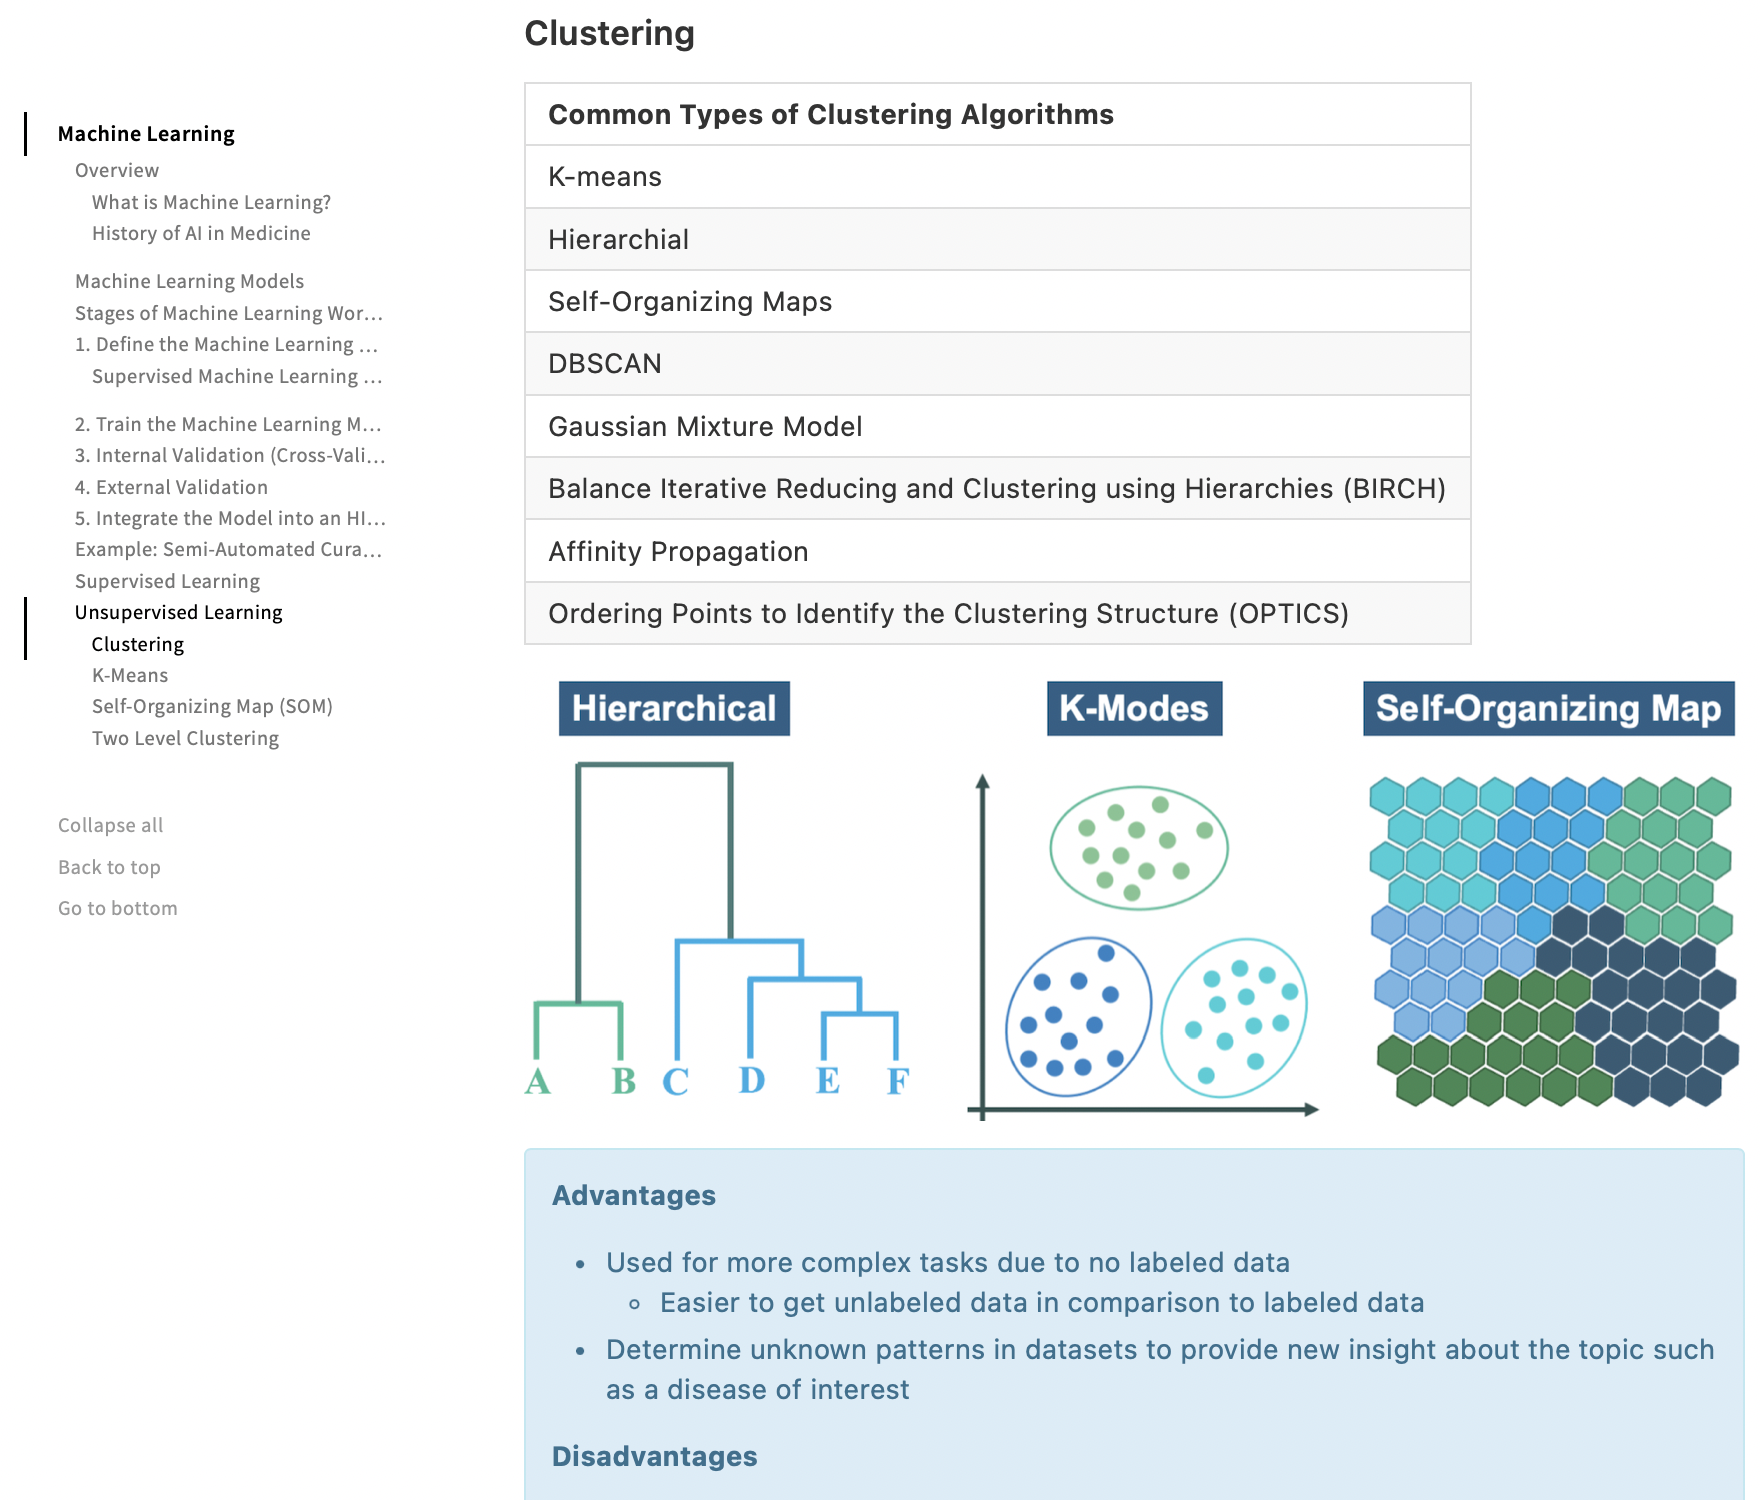 Machine Learning
Overview
What is Machine Learning?
History of AI in Medicine
Machine Learning Models
Stages of Machine Learning Wor...
1. Define the Machine Learning ...
Supervised Machine Learning ...
2. Train the Machine Learning M...
3. Internal Validation (Cross-Vali...
4. External Validation
5. Integrate the Model into an HI...
Example: Semi-Automated Cura...
Supervised Learning
Unsupervised Learning
Clustering
K-Means
Self-Organizing Map (SOM)
Two Level Clustering
Collapse all
Back to top
Go to bottom
Clustering
Common Types of Clustering Algorithms
K-means
Hierarchial
Self-Organizing Maps
DBSCAN
Gaussian Mixture Model
Balance Iterative Reducing and Clustering using Hierarchies (BIRCH)
Affinity Propagation
Ordering Points to Identify the Clustering Structure (OPTICS)
Hierarchical
A B C D E F
K-Modes
Self-Organizing Map
Advantages
• Used for more complex tasks due to no labeled data
◦ Easier to get unlabeled data in comparison to labeled data
• Determine unknown patterns in datasets to provide new insight about the topic such
as a disease of interest
Disadvantages